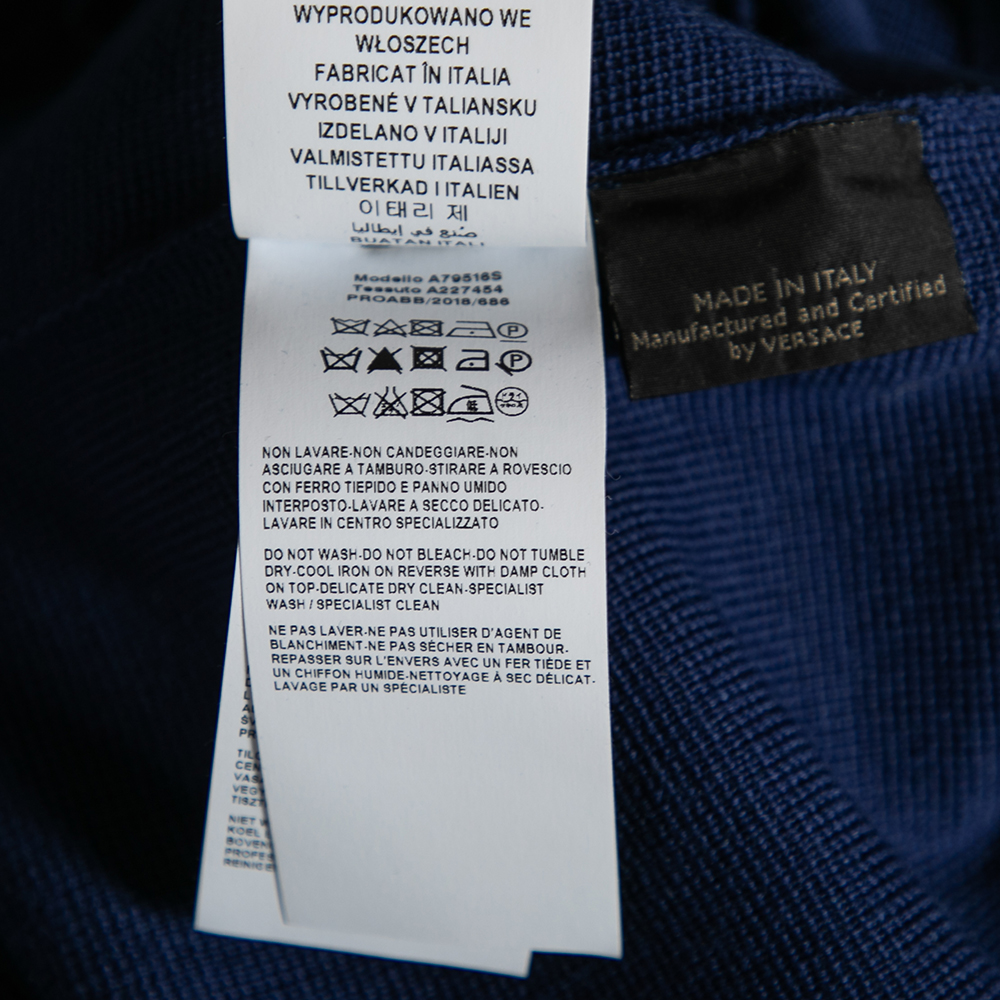 WYPRODUKOWANO WE
WŁOSZECH
FABRICAT ÎN ITALIA
VYROBENÉ V TALIANSKU
IZDELANO V ITALIJI
VALMISTETTU ITALIASSA
TILLVERKAD I ITALIEN
이태리 제
صنع في ايطاليا
BUATAN ITALI
Modello A79516S
Tessuto A227454
PROABB/2018/686
NON LAVARE-NON CANDEGGIARE-NON
ASCIUGARE A TAMBURO-STIRARE A ROVESCIO
CON FERRO TIEPIDO E PANNO UMIDO
INTERPOSTO-LAVARE A SECCO DELICATO-
LAVARE IN CENTRO SPECIALIZZATO
DO NOT WASH-DO NOT BLEACH-DO NOT TUMBLE
DRY-COOL IRON ON REVERSE WITH DAMP CLOTH
ON TOP-DELICATE DRY CLEAN-SPECIALIST
WASH / SPECIALIST CLEAN
NE PAS LAVER-NE PAS UTILISER D'AGENT DE
BLANCHIMENT-NE PAS SÉCHER EN TAMBOUR-
REPASSER SUR L'ENVERS AVEC UN FER TIÈDE ET
UN CHIFFON HUMIDE-NETTOYAGE À SEC DÉLICAT-
LAVAGE PAR UN SPÉCIALISTE
NIET
KOEL
MADE IN ITALY
Manufactured and Certified
by VERSACE